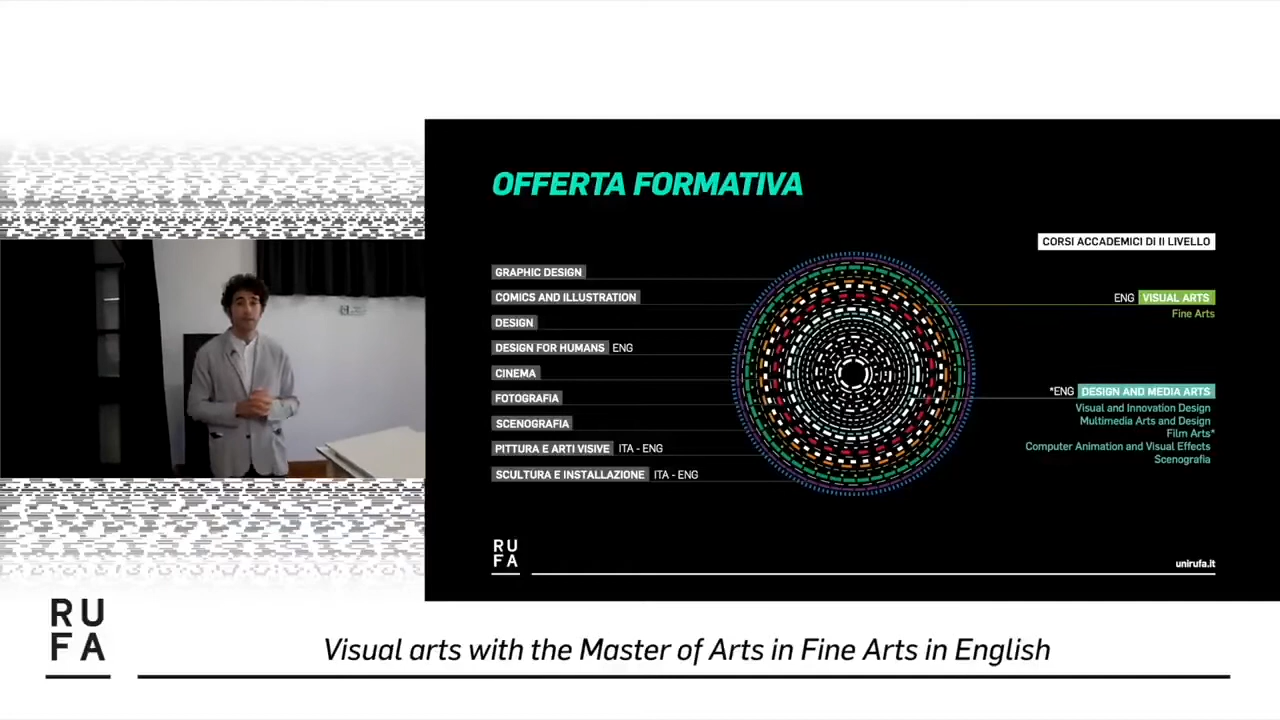 OFFERTA FORMATIVA
CORSI ACCADEMICI DI II LIVELLO
GRAPHIC DESIGN
COMICS AND ILLUSTRATION
DESIGN
DESIGN FOR HUMANS ENG
CINEMA
FOTOGRAFIA
SCENOGRAFIA
PITTURA E ARTI VISIVE ITA - ENG
SCULTURA E INSTALLAZIONE ITA - ENG
ENG VISUAL ARTS
Fine Arts
*ENG DESIGN AND MEDIA ARTS
Visual and Innovation Design
Multimedia Arts and Design
Film Arts*
Computer Animation and Visual Effects
Scenografia
RU
FA
unirufa.it
RU
FA
Visual arts with the Master of Arts in Fine Arts in English